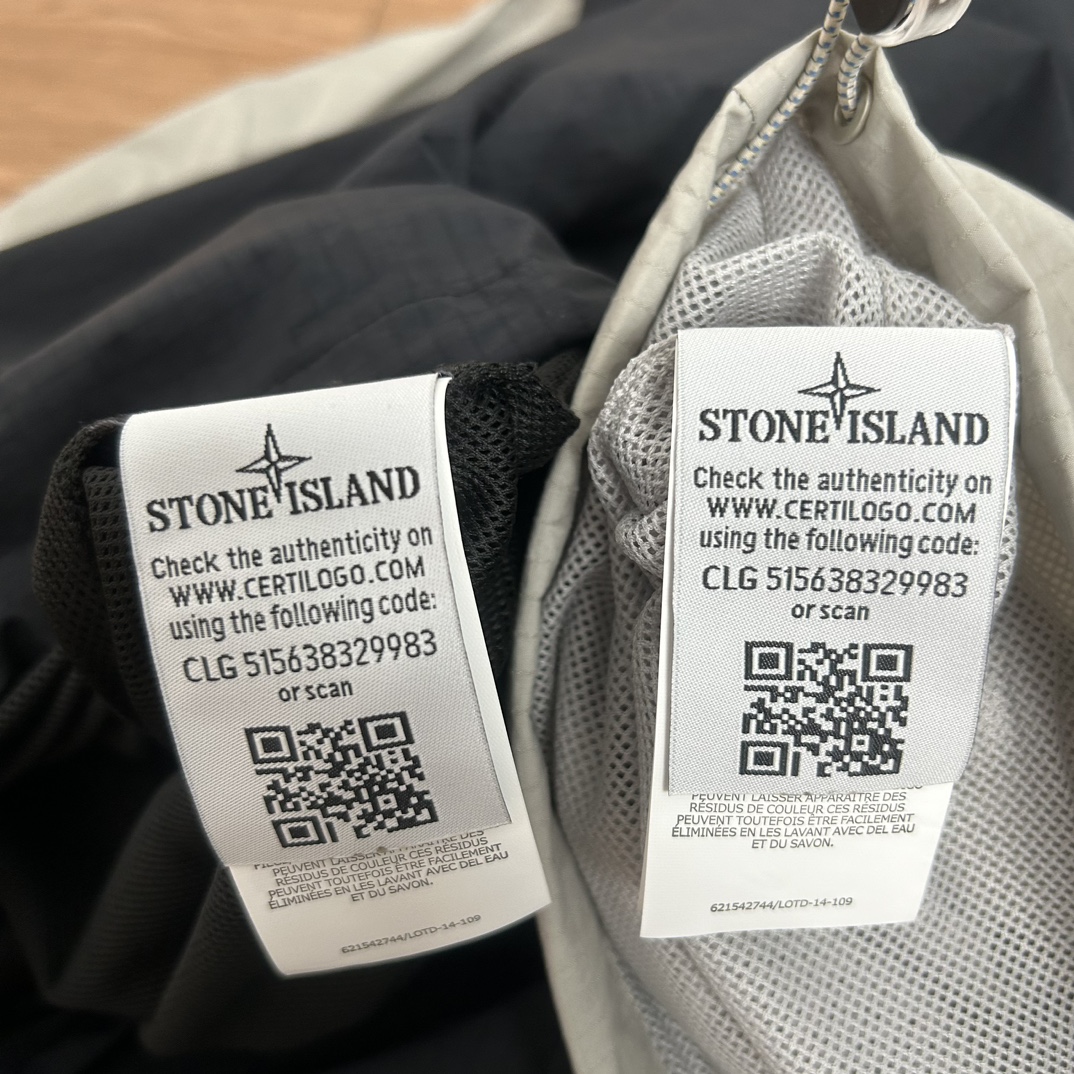 STONE ISLAND
Check the authenticity on
WWW.CERTILOGO.COM
using the following code:
CLG 515638329983
or scan
PEUVENT LAISSER APPARAÎTRE DES
RÉSIDUS DE COULEUR CES RÉSIDUS
PEUVENT TOUTEFOIS ÊTRE FACILEMENT
ÉLIMINÉES EN LES LAVANT AVEC DEL EAU
ET DU SAVON.
621542744/LOTD-14-109
STONE ISLAND
Check the authenticity on
WWW.CERTILOGO.COM
using the following code:
CLG 515638329983
or scan
PEUVENT LAISSER APPARAÎTRE DES
RÉSIDUS DE COULEUR CES RÉSIDUS
PEUVENT TOUTEFOIS ÊTRE FACILEMENT
ÉLIMINÉES EN LES LAVANT AVEC DEL EAU
ET DU SAVON.
621542744/LOTD-14-109